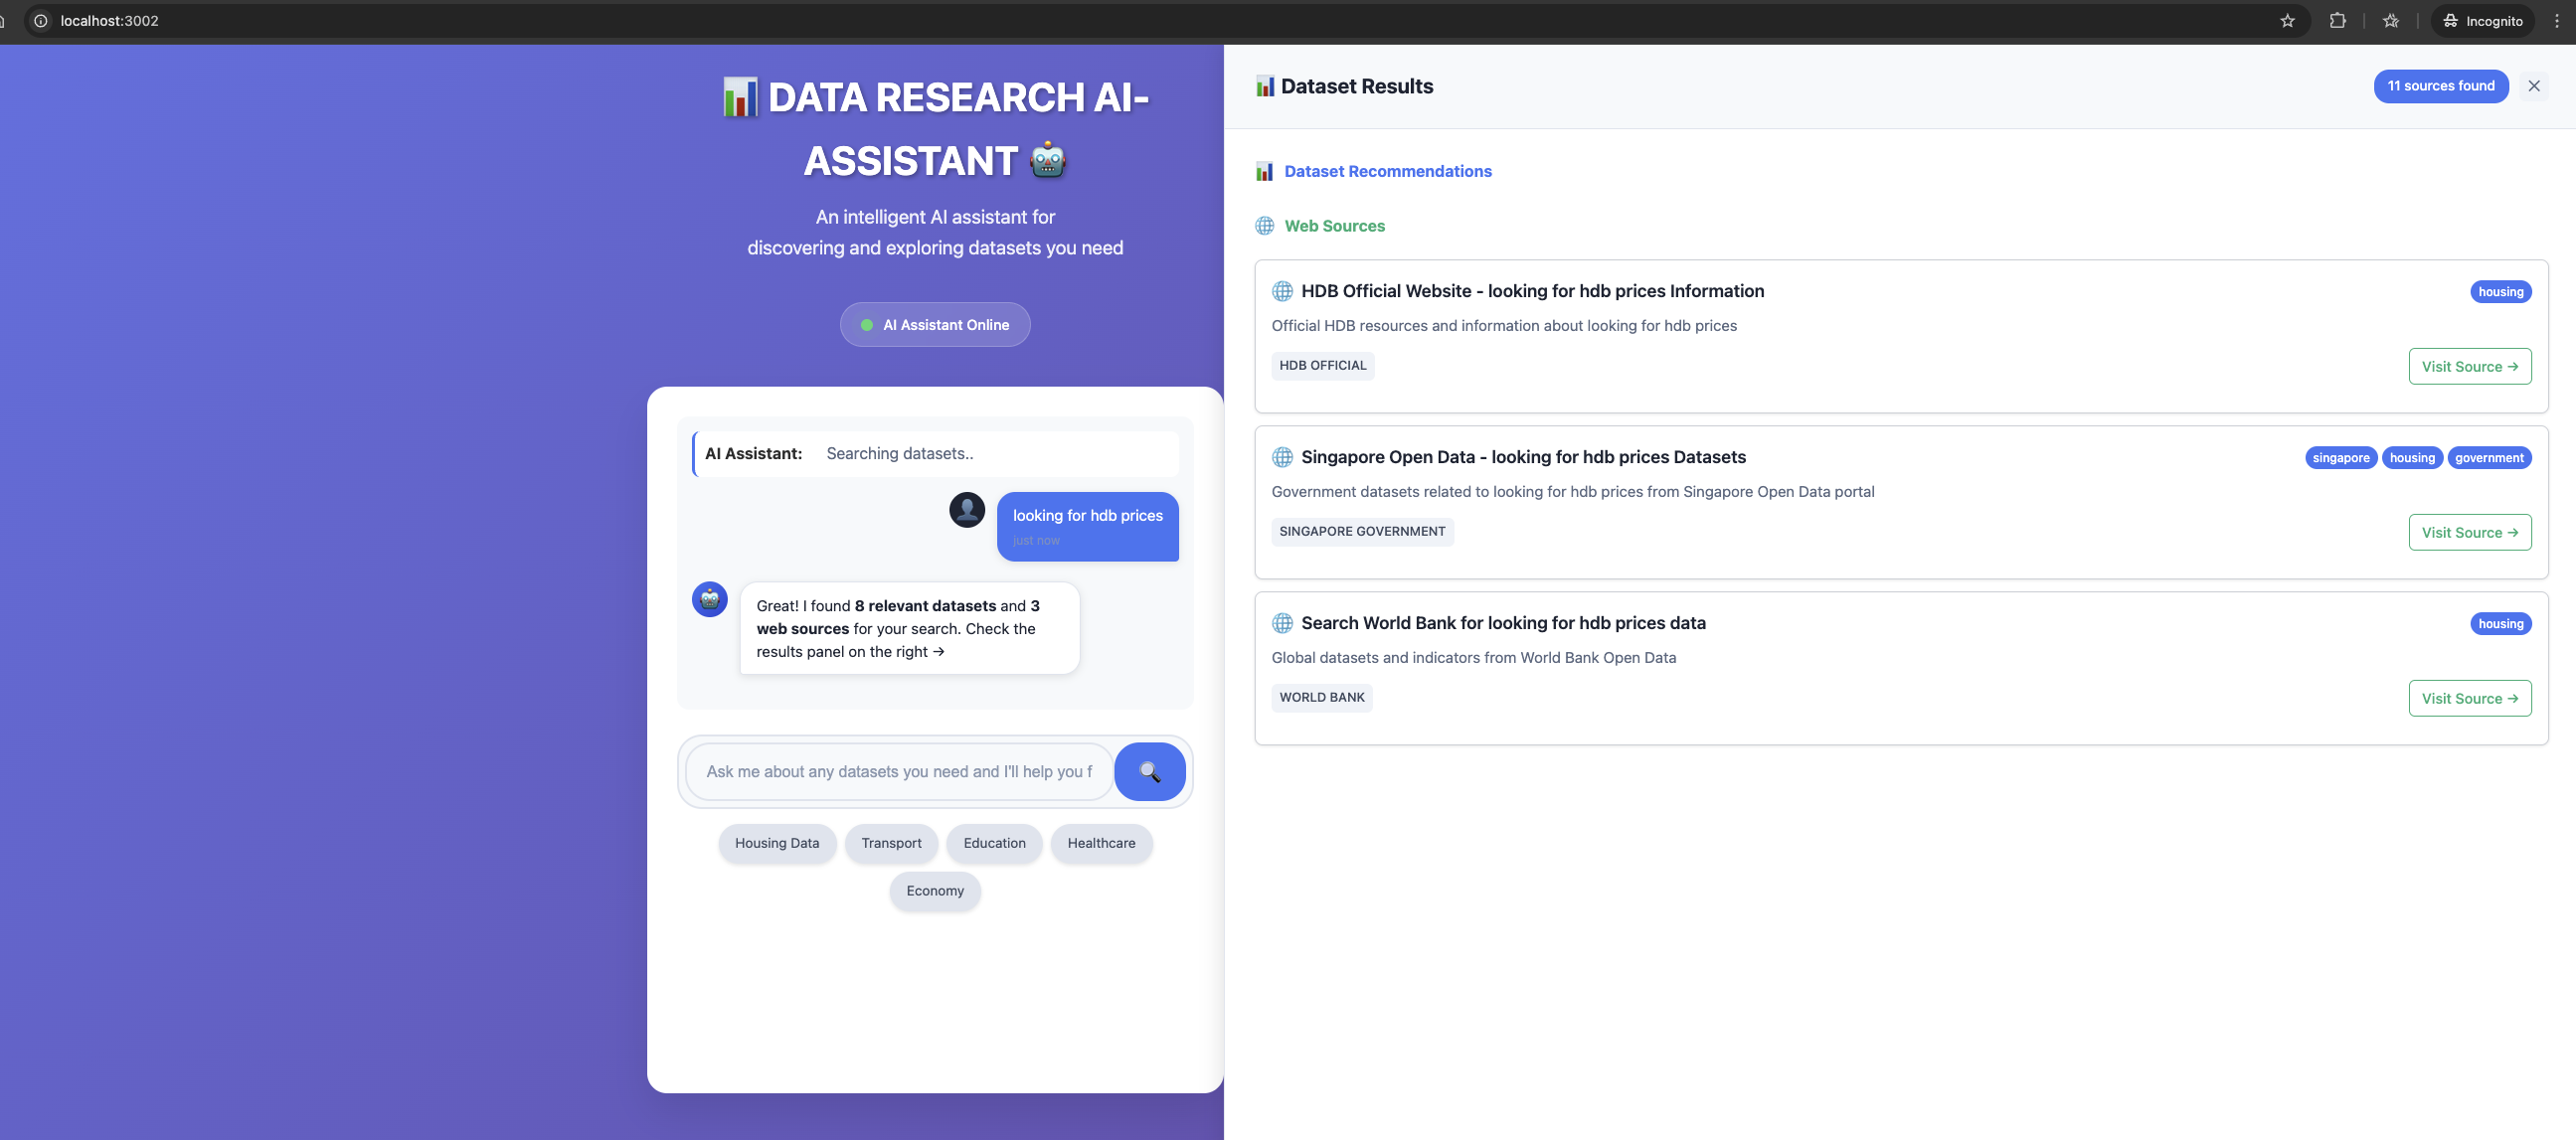 localhost:3002
Incognito
DATA RESEARCH AI-
ASSISTANT
An intelligent AI assistant for
discovering and exploring datasets you need
AI Assistant Online
AI Assistant: Searching datasets..
looking for hdb prices
just now
Great! I found 8 relevant datasets and 3
web sources for your search. Check the
results panel on the right →
Ask me about any datasets you need and I'll help you f
Housing Data Transport Education Healthcare
Economy
Dataset Results
11 sources found
Dataset Recommendations
Web Sources
HDB Official Website - looking for hdb prices Information
housing
Official HDB resources and information about looking for hdb prices
HDB OFFICIAL
Visit Source →
Singapore Open Data - looking for hdb prices Datasets
singapore housing government
Government datasets related to looking for hdb prices from Singapore Open Data portal
SINGAPORE GOVERNMENT
Visit Source →
Search World Bank for looking for hdb prices data
housing
Global datasets and indicators from World Bank Open Data
WORLD BANK
Visit Source →